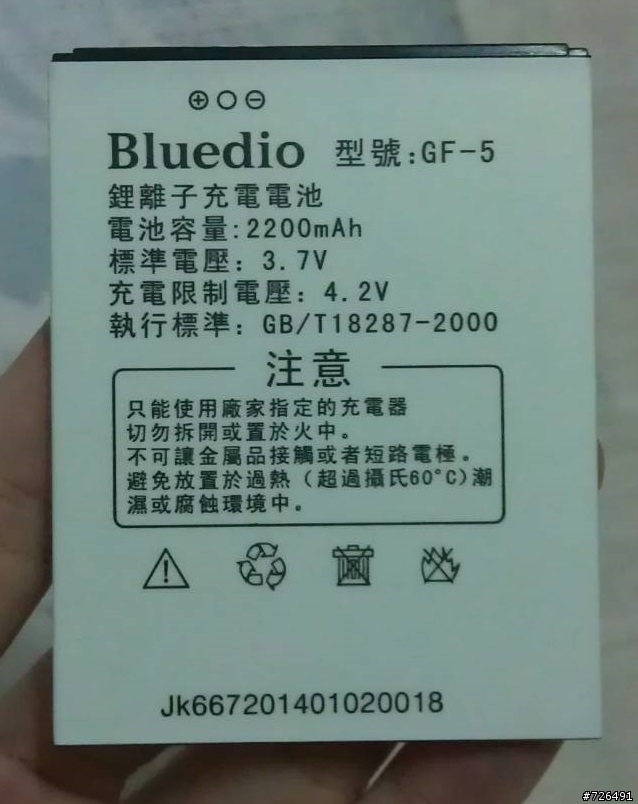 ⊕○⊖
Bluedio 型號:GF-5
鋰離子充電電池
電池容量:2200mAh
標準電壓: 3.7V
充電限制電壓: 4.2V
執行標準: GB/T18287-2000
注意
只能使用廠家指定的充電器
切勿拆開或置於火中。
不可讓金屬品接觸或者短路電極。
避免放置於過熱(超過攝氏60°C)潮
濕或腐蝕環境中。
Jk667201401020018
#726491